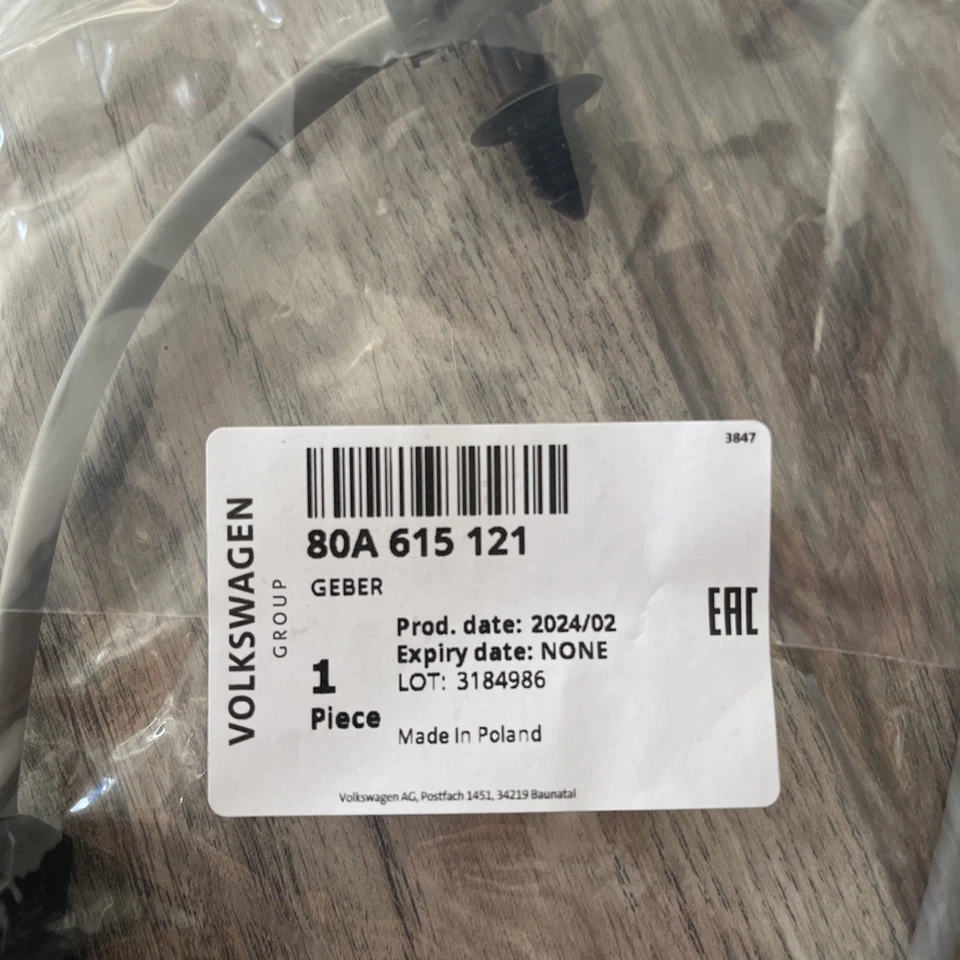 3847
80A 615 121
GEBER
VOLKSWAGEN
GROUP
Prod. date: 2024/02
Expiry date: NONE
LOT: 3184986
1
Piece
Made In Poland
EAC
Volkswagen AG, Postfach 1451, 34219 Baunatal